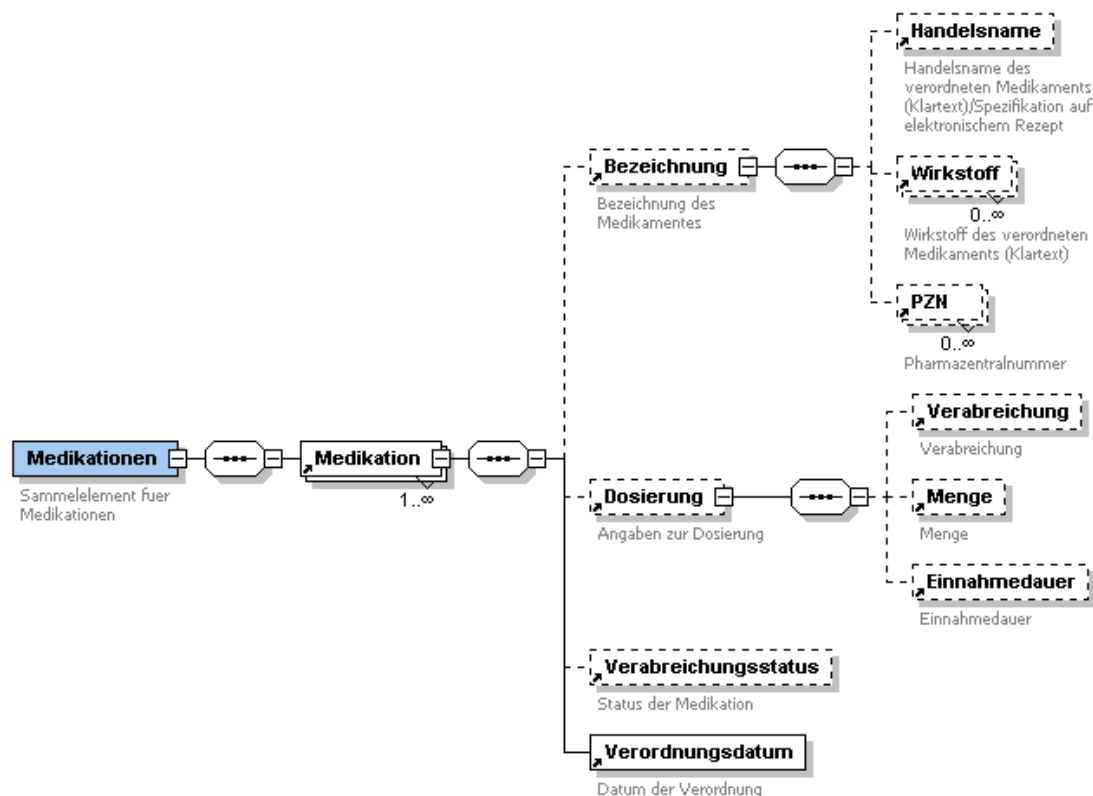 Handelsname
Handelsname des
verordneten Medikaments
(Klartext)/Spezifikation auf
elektronischem Rezept
Bezeichnung
Bezeichnung des
Medikamentes
Wirkstoff
0..∞
Wirkstoff des verordneten
Medikaments (Klartext)
PZN
0..∞
Pharmazentralnummer
Medikationen
Sammelelement fuer
Medikationen
Medikation
1..∞
Dosierung
Angaben zur Dosierung
Verabreichung
Verabreichung
Menge
Menge
Einnahmedauer
Einnahmedauer
Verabreichungsstatus
Status der Medikation
Verordnungsdatum
Datum der Verordnung